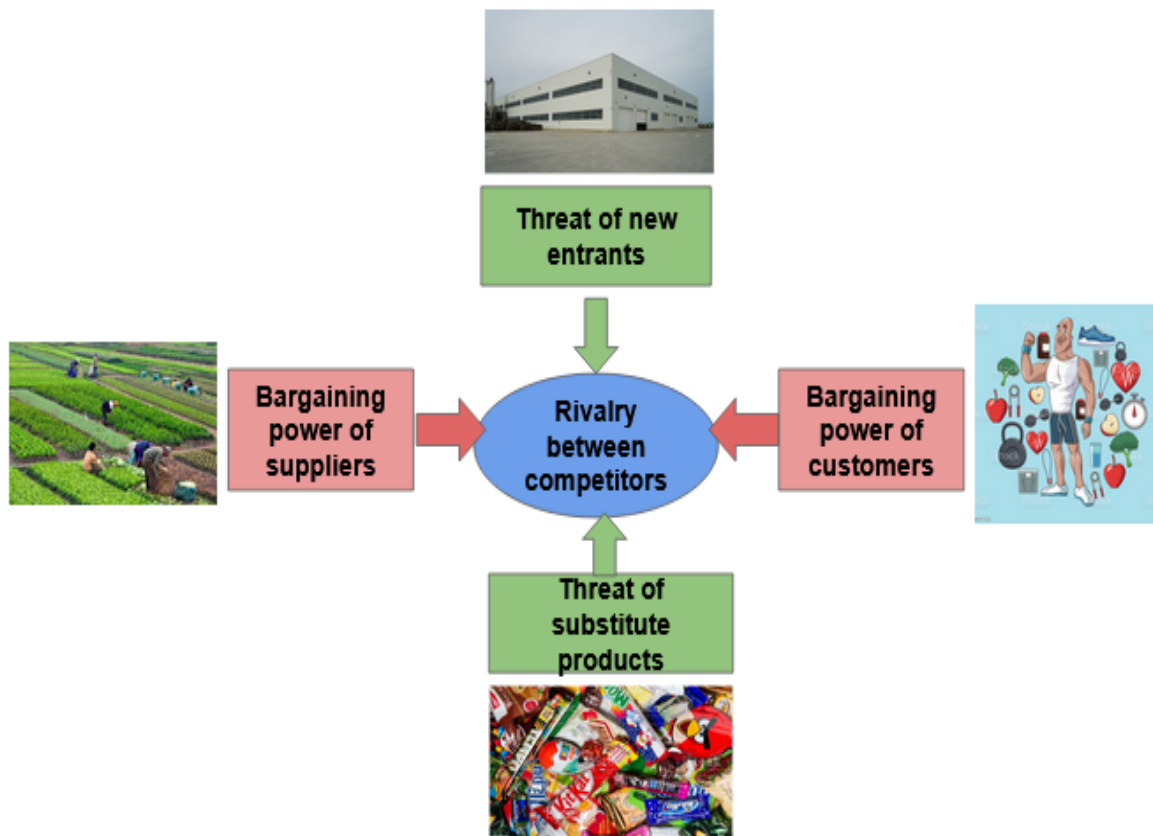 Threat of new
entrants
Bargaining
power of
suppliers
Rivalry
between
competitors
Bargaining
power of
customers
Threat of
substitute
products
KitKat